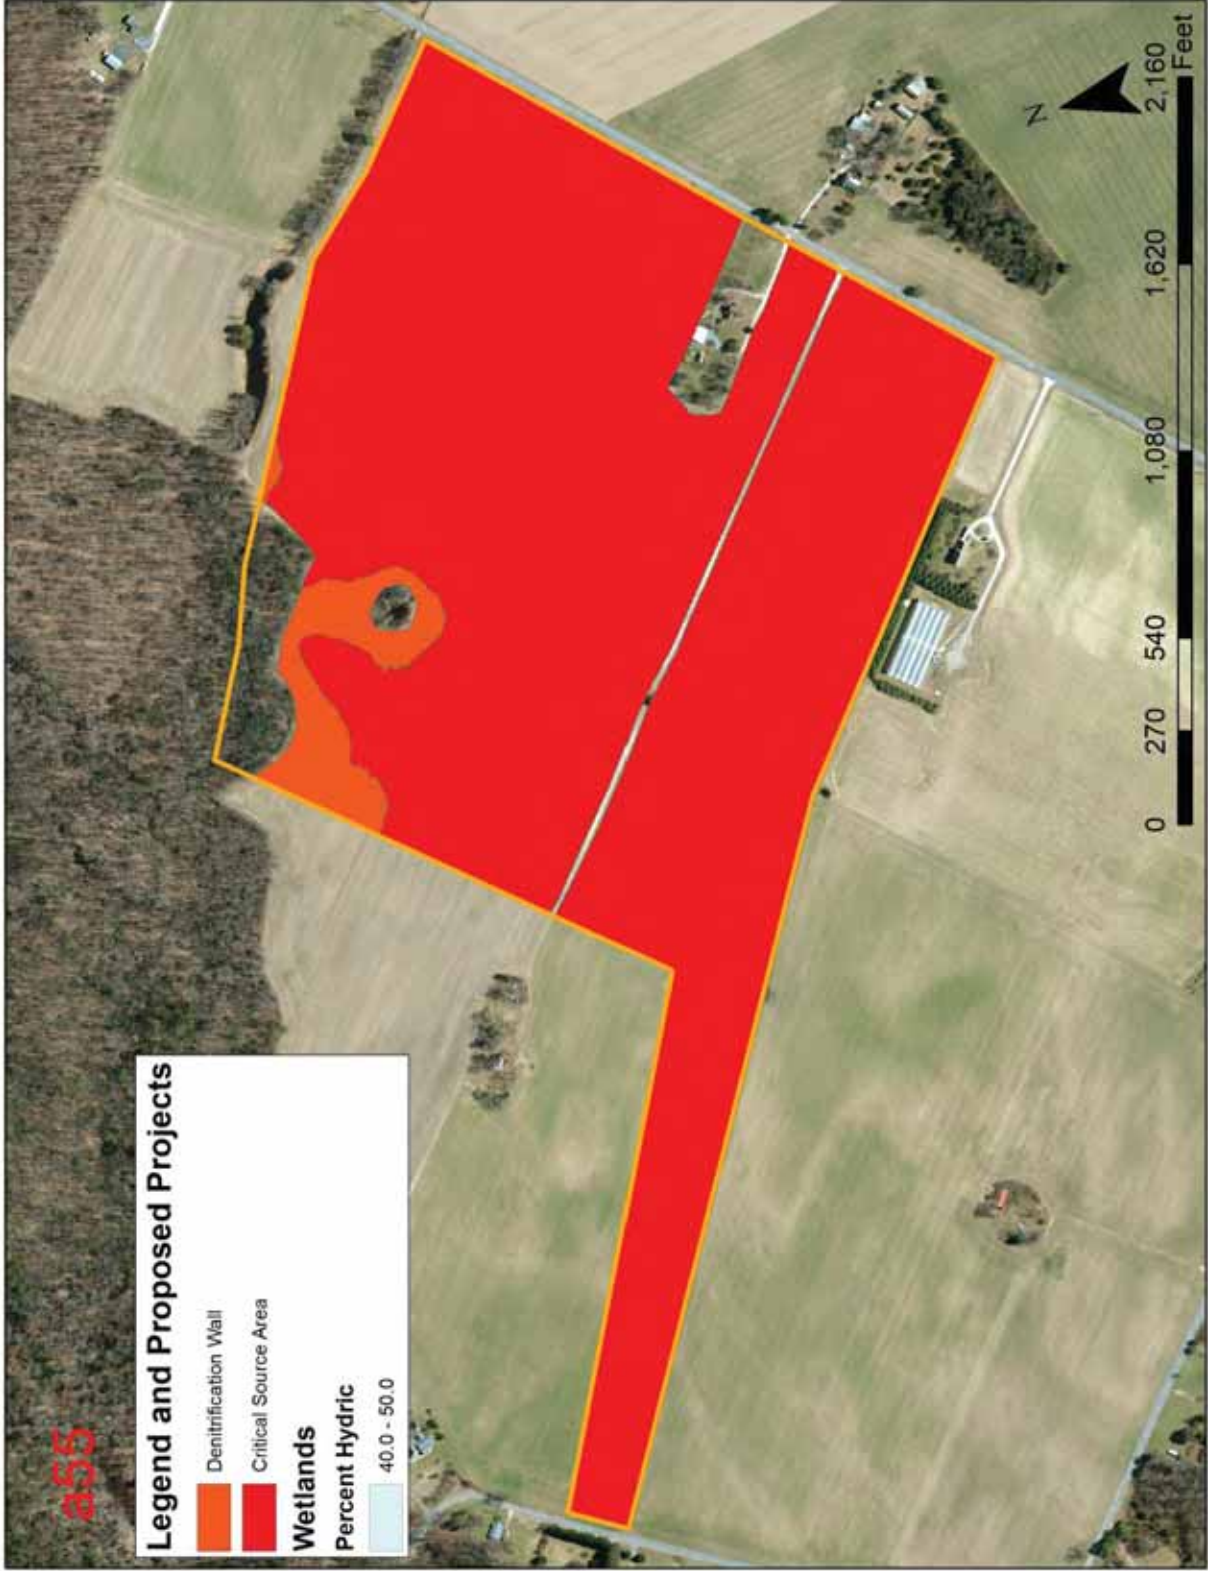 a55
Legend and Proposed Projects
Denitrification Wall
Critical Source Area
Wetlands
Percent Hydric
40.0 - 50.0
N
0 270 540 1,080 1,620 2,160
Feet